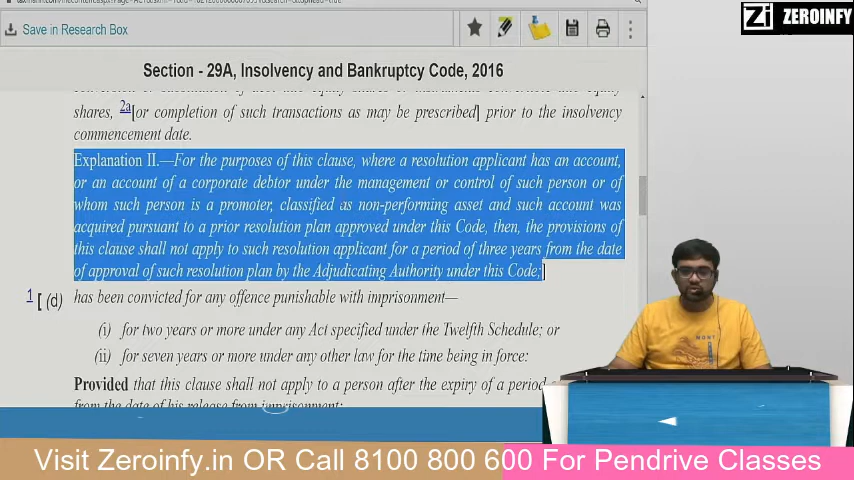 Save in Research Box
Zi ZEROINFY
Section - 29A, Insolvency and Bankruptcy Code, 2016
shares, 2a[or completion of such transactions as may be prescribed] prior to the insolvency
commencement date.
Explanation II.—For the purposes of this clause, where a resolution applicant has an account,
or an account of a corporate debtor under the management or control of such person or of
whom such person is a promoter, classified as non-performing asset and such account was
acquired pursuant to a prior resolution plan approved under this Code, then, the provisions of
this clause shall not apply to such resolution applicant for a period of three years from the date
of approval of such resolution plan by the Adjudicating Authority under this Code;]
1[ (d) has been convicted for any offence punishable with imprisonment—
(i) for two years or more under any Act specified under the Twelfth Schedule; or
(ii) for seven years or more under any other law for the time being in force:
Provided that this clause shall not apply to a person after the expiry of a period
from the date of his release from imprisonment:
Visit Zeroinfy.in OR Call 8100 800 600 For Pendrive Classes